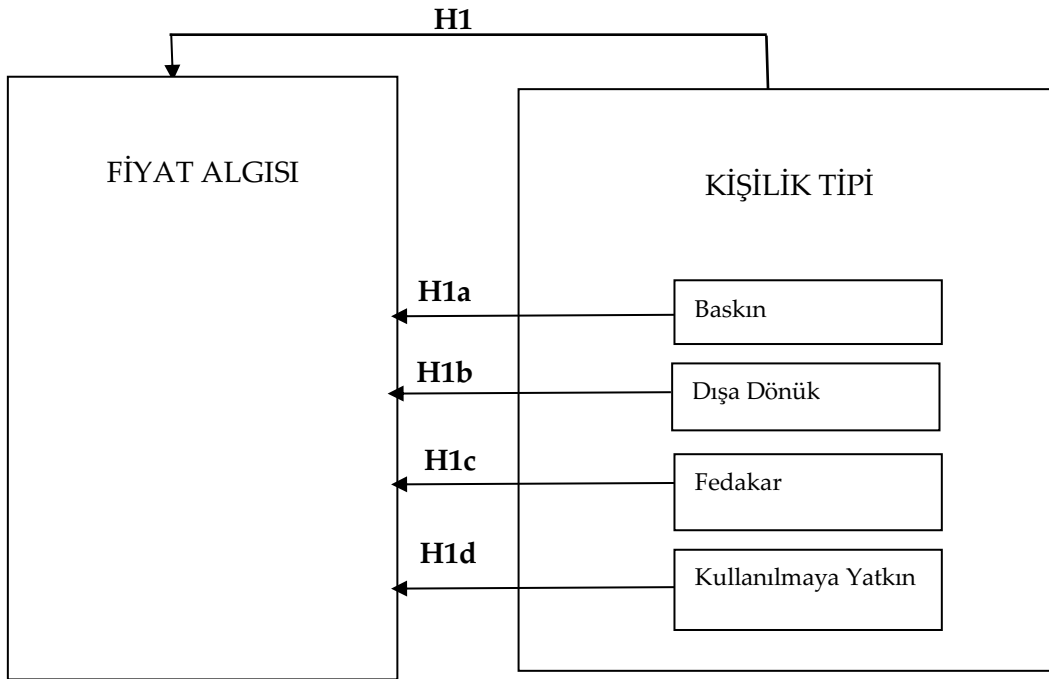 H1
FİYAT ALGISI
KİŞİLİK TİPİ
H1a
Baskın
H1b
Dışa Dönük
H1c
Fedakar
H1d
Kullanılmaya Yatkın